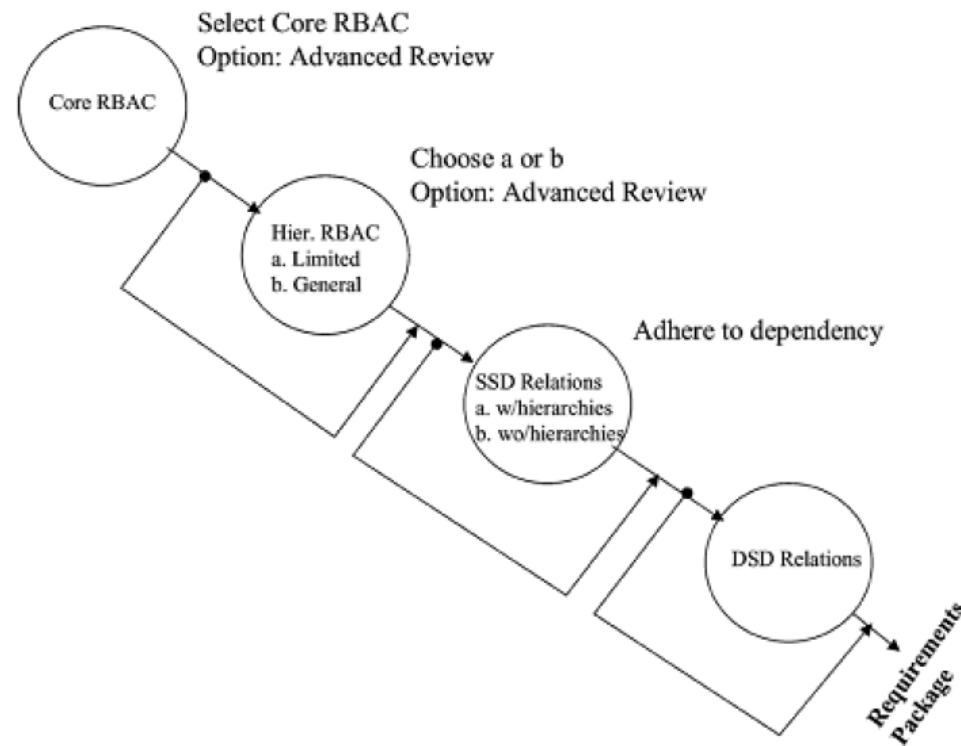 Select Core RBAC
Option: Advanced Review
Core RBAC
Choose a or b
Option: Advanced Review
Hier. RBAC
a. Limited
b. General
Adhere to dependency
SSD Relations
a. w/hierarchies
b. wo/hierarchies
DSD Relations
Requirements
Package